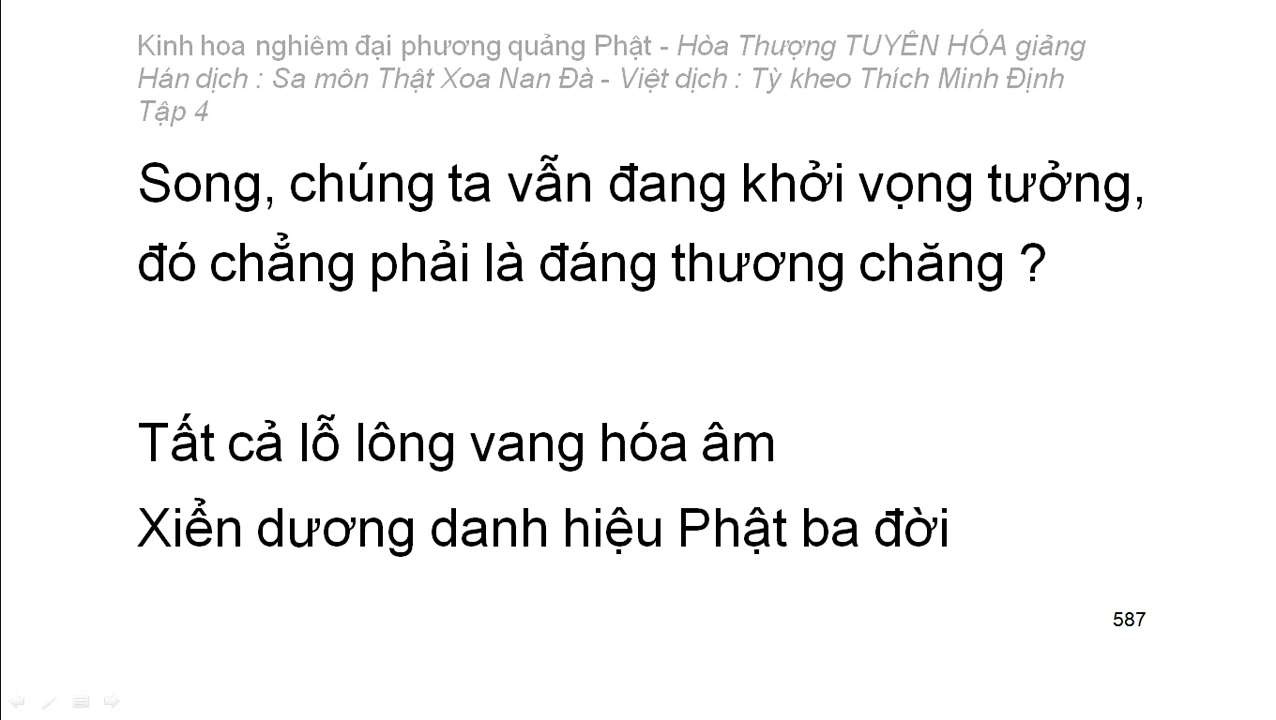 Kinh hoa nghiêm đại phương quảng Phật - Hòa Thượng TUYÊN HÓA giảng
Hán dịch : Sa môn Thật Xoa Nan Đà - Việt dịch : Tỳ kheo Thích Minh Định
Tập 4
Song, chúng ta vẫn đang khởi vọng tưởng,
đó chẳng phải là đáng thương chăng ?
Tất cả lỗ lông vang hóa âm
Xiển dương danh hiệu Phật ba đời
587